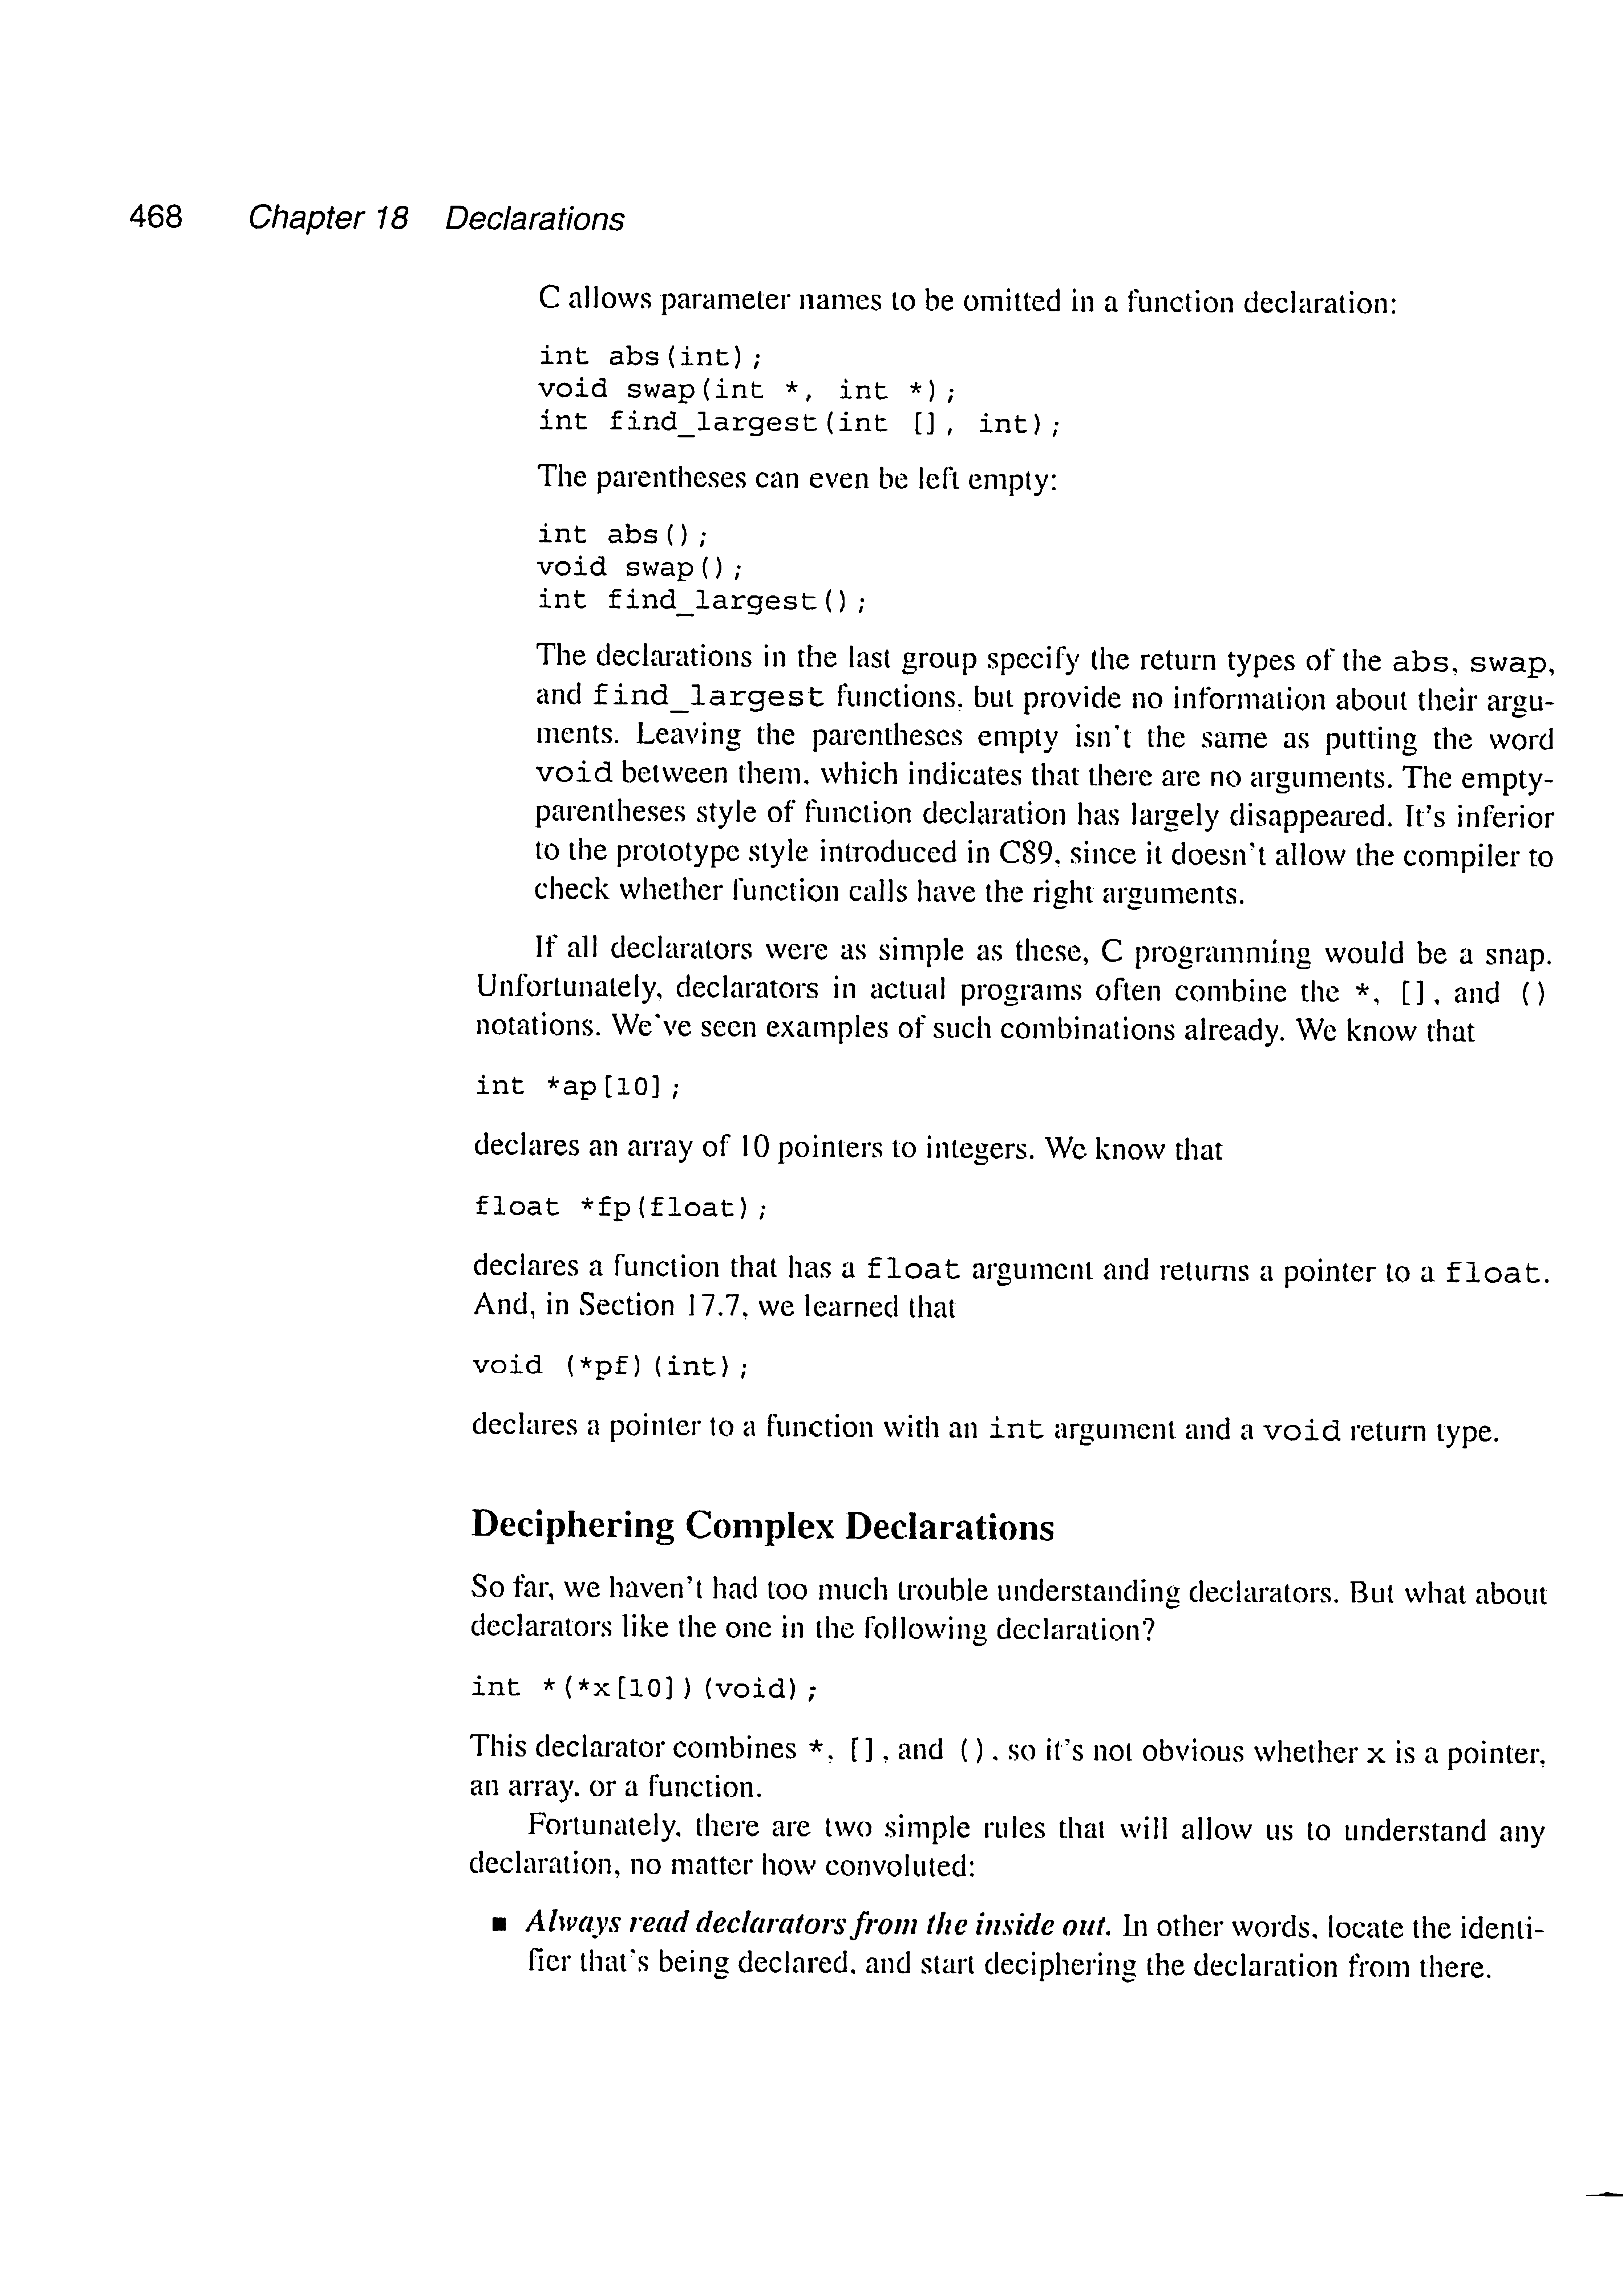 468 Chapter 18 Declarations
C allows parameter names to be omitted in a function declaration:
int abs(int);
void swap(int *, int *);
int find_largest(int [], int);
The parentheses can even be left empty:
int abs();
void swap();
int find_largest();
The declarations in the last group specify the return types of the abs, swap,
and find_largest functions, but provide no information about their argu-
ments. Leaving the parentheses empty isn't the same as putting the word
void between them, which indicates that there are no arguments. The empty-
parentheses style of function declaration has largely disappeared. It's inferior
to the prototype style introduced in C89, since it doesn't allow the compiler to
check whether function calls have the right arguments.
If all declarators were as simple as these, C programming would be a snap.
Unfortunately, declarators in actual programs often combine the *, [], and ()
notations. We've seen examples of such combinations already. We know that
int *ap[10];
declares an array of 10 pointers to integers. We know that
float *fp(float);
declares a function that has a float argument and returns a pointer to a float.
And, in Section 17.7, we learned that
void (*pf)(int);
declares a pointer to a function with an int argument and a void return type.
Deciphering Complex Declarations
So far, we haven't had too much trouble understanding declarators. But what about
declarators like the one in the following declaration?
int *(*x[10])(void);
This declarator combines *, [], and (), so it's not obvious whether x is a pointer,
an array, or a function.
Fortunately, there are two simple rules that will allow us to understand any
declaration, no matter how convoluted:
■ Always read declarators from the inside out. In other words, locate the identi-
fier that's being declared, and start deciphering the declaration from there.